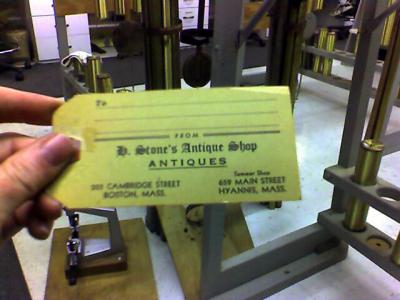 To
FROM
H. Stone's Antique Shop
ANTIQUES
Summer Shop
202 CAMBRIDGE STREET 659 MAIN STREET
BOSTON, MASS. HYANNIS, MASS.